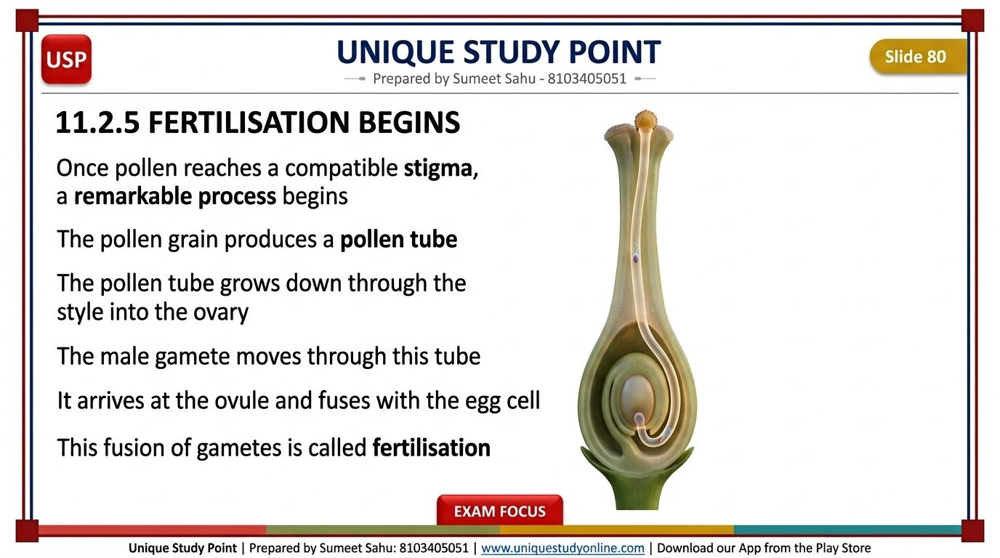 USP
UNIQUE STUDY POINT
Prepared by Sumeet Sahu - 8103405051
Slide 80
11.2.5 FERTILISATION BEGINS
Once pollen reaches a compatible stigma,
a remarkable process begins
The pollen grain produces a pollen tube
The pollen tube grows down through the
style into the ovary
The male gamete moves through this tube
It arrives at the ovule and fuses with the egg cell
This fusion of gametes is called fertilisation
EXAM FOCUS
Unique Study Point | Prepared by Sumeet Sahu: 8103405051 | www.uniquestudyonline.com | Download our App from the Play Store